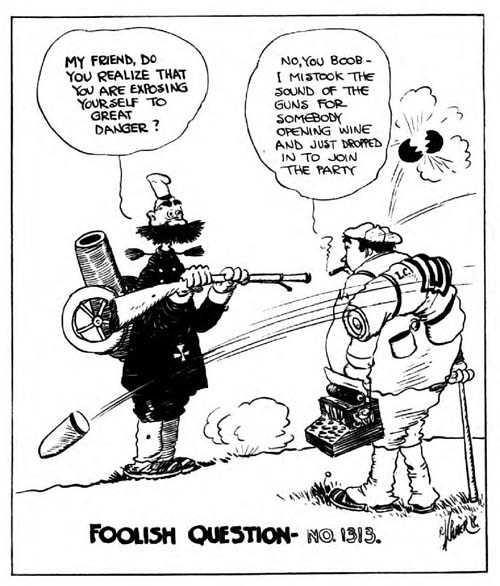 MY FRIEND, DO
YOU REALIZE THAT
YOU ARE EXPOSING
YOURSELF TO
GREAT
DANGER?
NO, YOU BOOB-
I MISTOOK THE
SOUND OF THE
GUNS FOR
SOMEBODY
OPENING WINE
AND JUST DROPPED
IN TO JOIN
THE PARTY
FOOLISH QUESTION- NO. 1313.